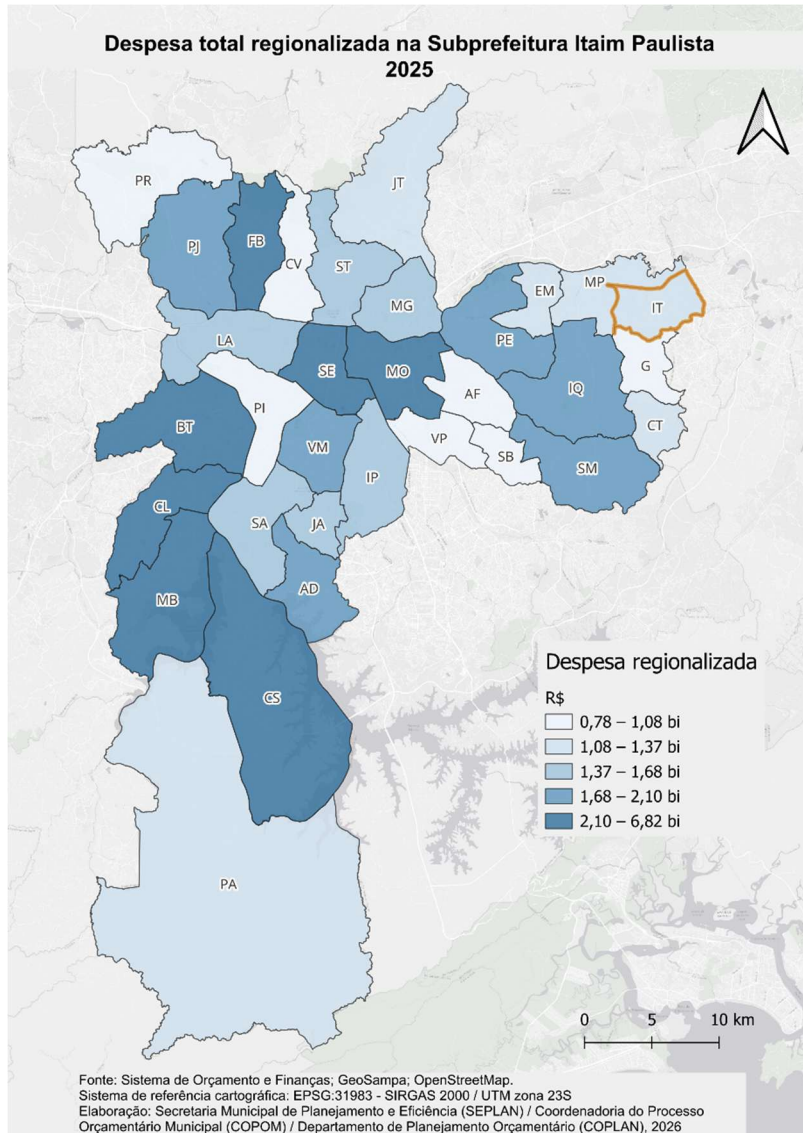 Despesa total regionalizada na Subprefeitura Itaim Paulista
2025
PR
JT
PJ
FB
CV
ST
MG
EM
MP
IT
LA
PE
SE
MO
G
AF
IQ
PI
BT
CT
VM
VP
SB
SM
IP
CL
SA
JA
AD
MB
CS
PA
Despesa regionalizada
R$
0,78 – 1,08 bi
1,08 – 1,37 bi
1,37 – 1,68 bi
1,68 – 2,10 bi
2,10 – 6,82 bi
0 5 10 km
Fonte: Sistema de Orçamento e Finanças; GeoSampa; OpenStreetMap.
Sistema de referência cartográfica: EPSG:31983 - SIRGAS 2000 / UTM zona 23S
Elaboração: Secretaria Municipal de Planejamento e Eficiência (SEPLAN) / Coordenadoria do Processo
Orçamentário Municipal (COPOM) / Departamento de Planejamento Orçamentário (COPLAN), 2026